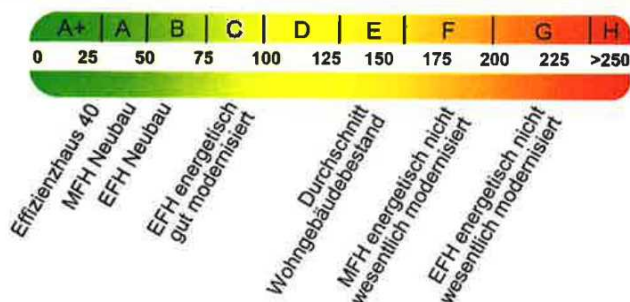 A+ A B C D E F G H
0 25 50 75 100 125 150 175 200 225 >250
Effizienzhaus 40
MFH Neubau
EFH Neubau
EFH energetisch
gut modernisiert
Durchschnitt
Wohngebäudebestand
MFH energetisch nicht
wesentlich modernisiert
EFH energetisch nicht
wesentlich modernisiert